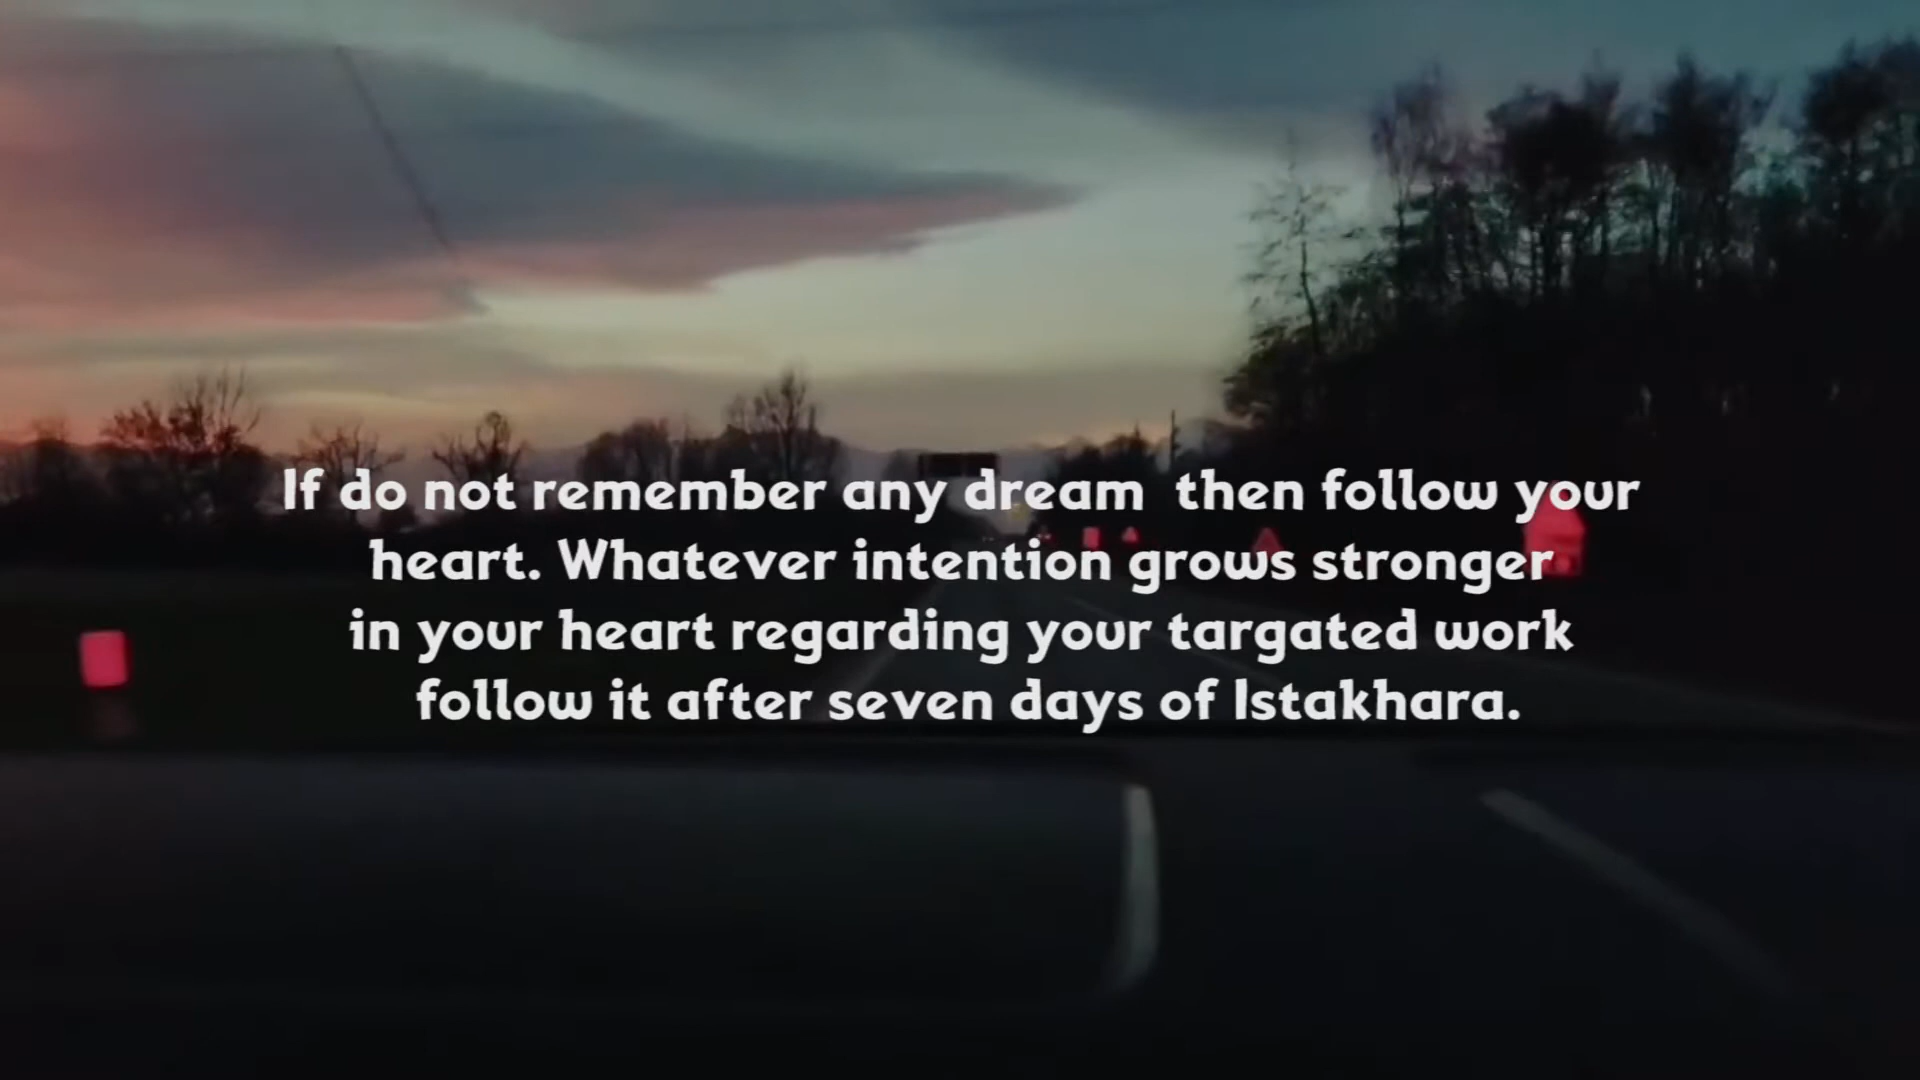 If do not remember any dream  then follow your
heart. Whatever intention grows stronger
in your heart regarding your targated work
follow it after seven days of Istakhara.